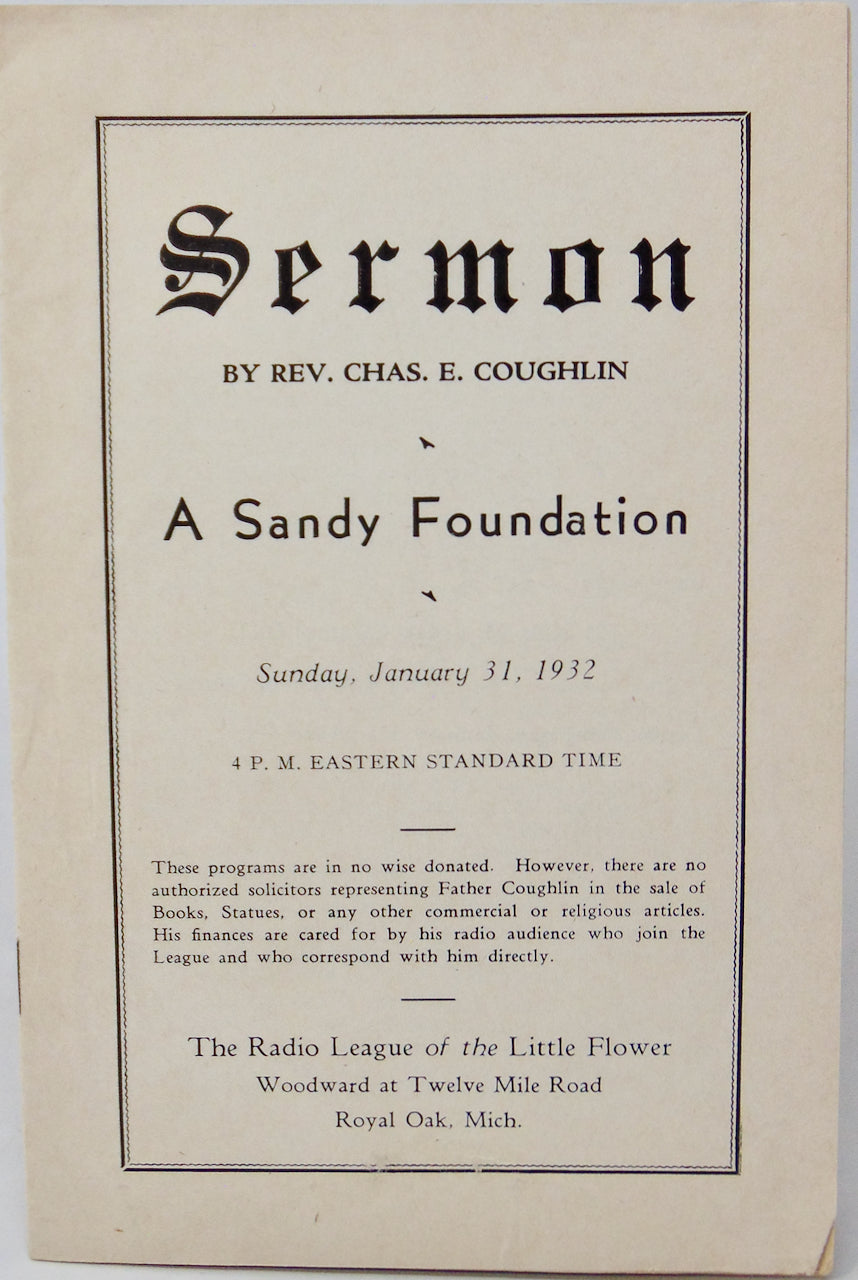 Sermon
BY REV. CHAS. E. COUGHLIN
A Sandy Foundation
Sunday, January 31, 1932
4 P. M. EASTERN STANDARD TIME
These programs are in no wise donated. However, there are no
authorized solicitors representing Father Coughlin in the sale of
Books, Statues, or any other commercial or religious articles.
His finances are cared for by his radio audience who join the
League and who correspond with him directly.
The Radio League of the Little Flower
Woodward at Twelve Mile Road
Royal Oak, Mich.